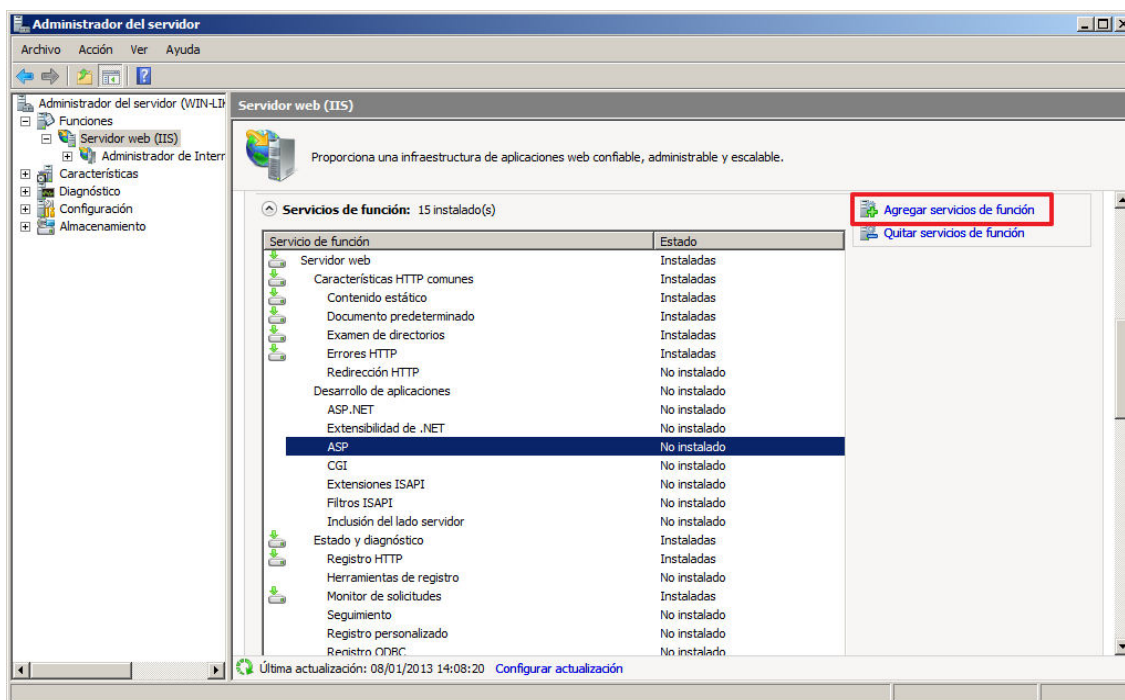 Administrador del servidor
Archivo Acción Ver Ayuda
Administrador del servidor (WIN-LI
Funciones
Servidor web (IIS)
Administrador de Interr
Características
Diagnóstico
Configuración
Almacenamiento
Servidor web (IIS)
Proporciona una infraestructura de aplicaciones web confiable, administrable y escalable.
Servicios de función: 15 instalado(s)
Servicio de función Estado
Servidor web Instaladas
Características HTTP comunes Instaladas
Contenido estático Instaladas
Documento predeterminado Instaladas
Examen de directorios Instaladas
Errores HTTP Instaladas
Redirección HTTP No instalado
Desarrollo de aplicaciones No instalado
ASP.NET No instalado
Extensibilidad de .NET No instalado
ASP No instalado
CGI No instalado
Extensiones ISAPI No instalado
Filtros ISAPI No instalado
Inclusión del lado servidor No instalado
Estado y diagnóstico Instaladas
Registro HTTP Instaladas
Herramientas de registro No instalado
Monitor de solicitudes Instaladas
Seguimiento No instalado
Registro personalizado No instalado
Registro ODBC No instalado
Agregar servicios de función
Quitar servicios de función
Última actualización: 08/01/2013 14:08:20 Configurar actualización